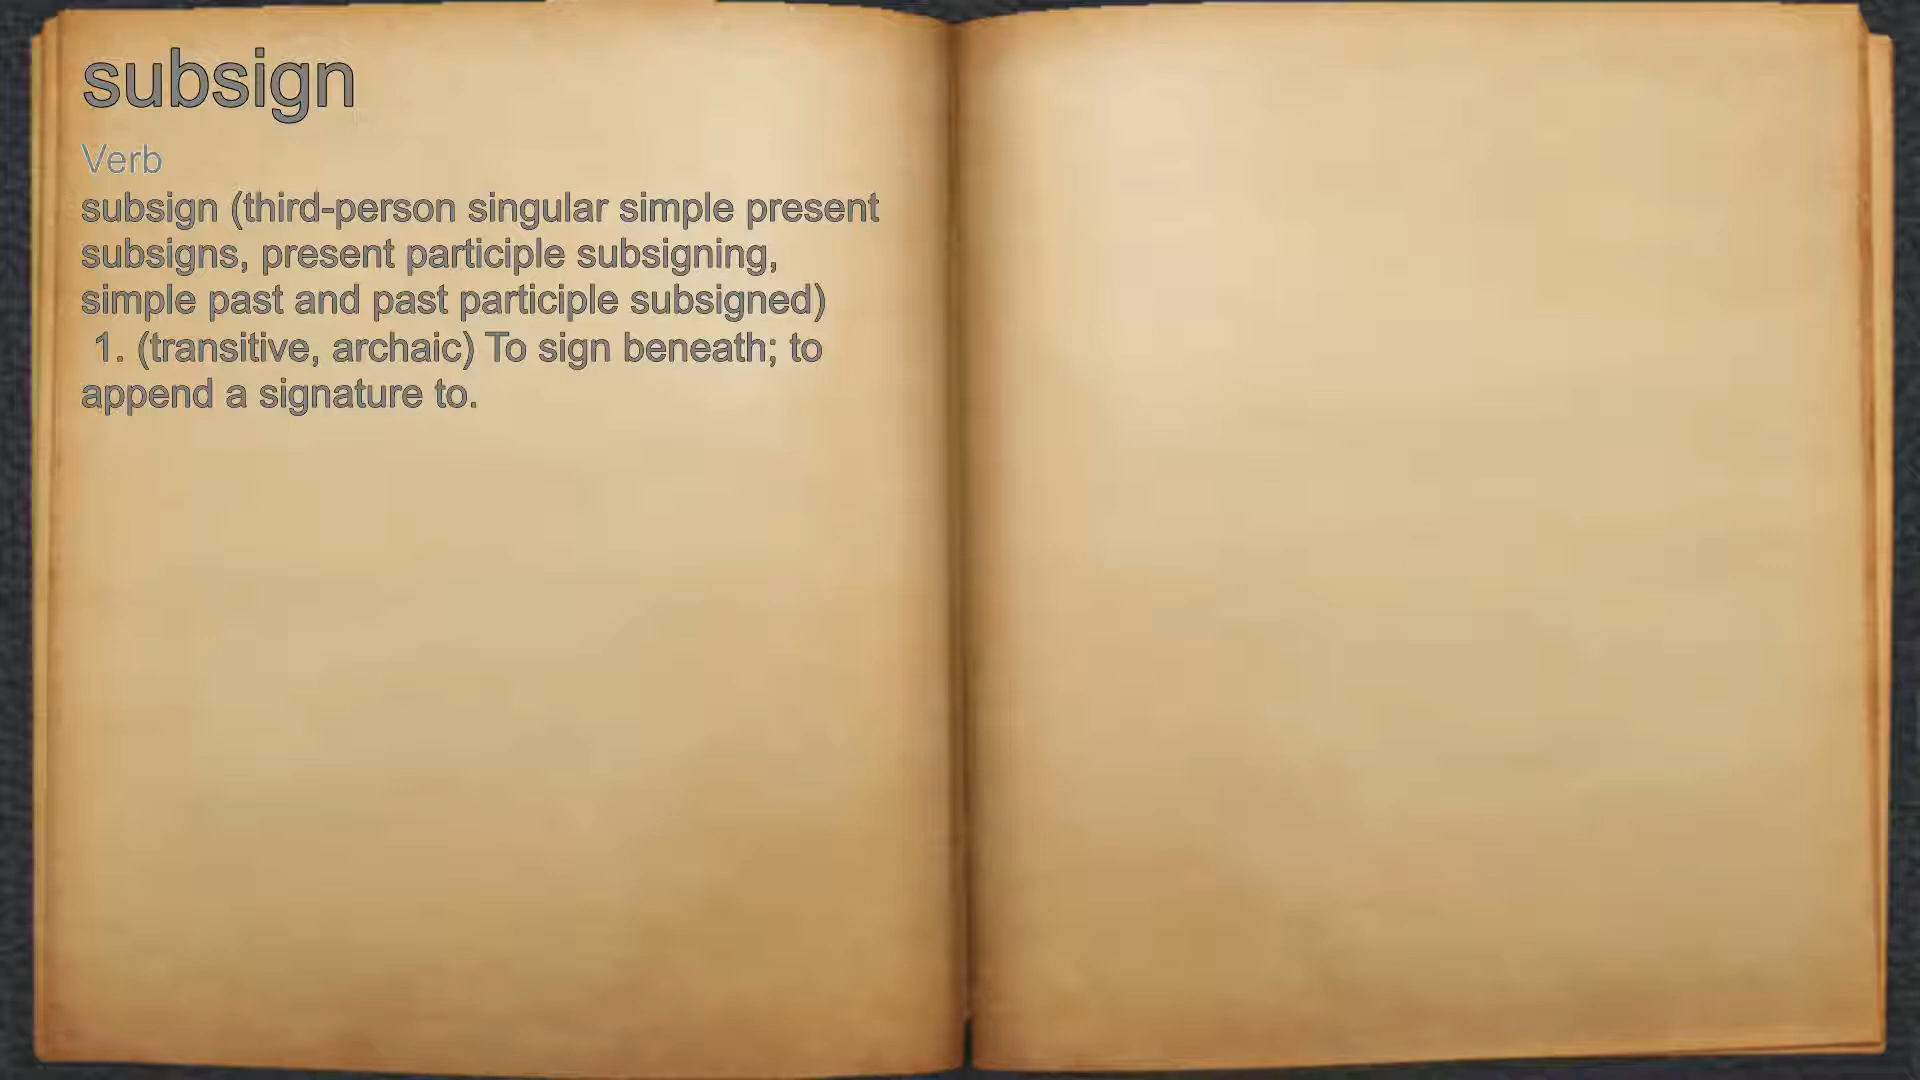 subsign
Verb
subsign (third-person singular simple present
subsigns, present participle subsigning,
simple past and past participle subsigned)
1. (transitive, archaic) To sign beneath; to
append a signature to.